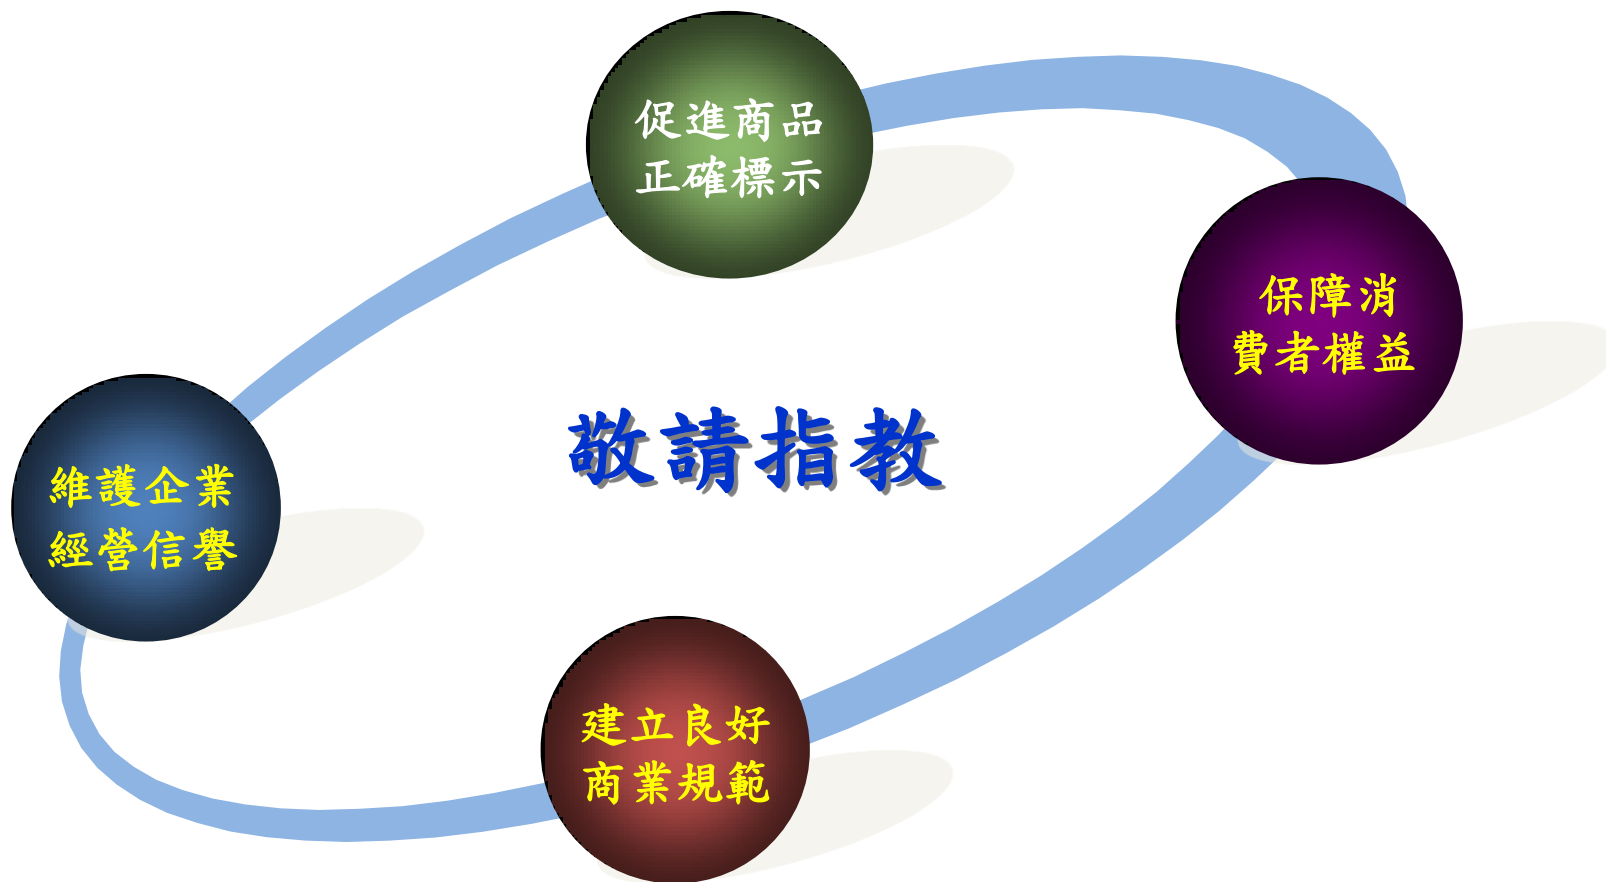 促進商品
正確標示
保障消
費者權益
敬請指教
維護企業
經營信譽
建立良好
商業規範